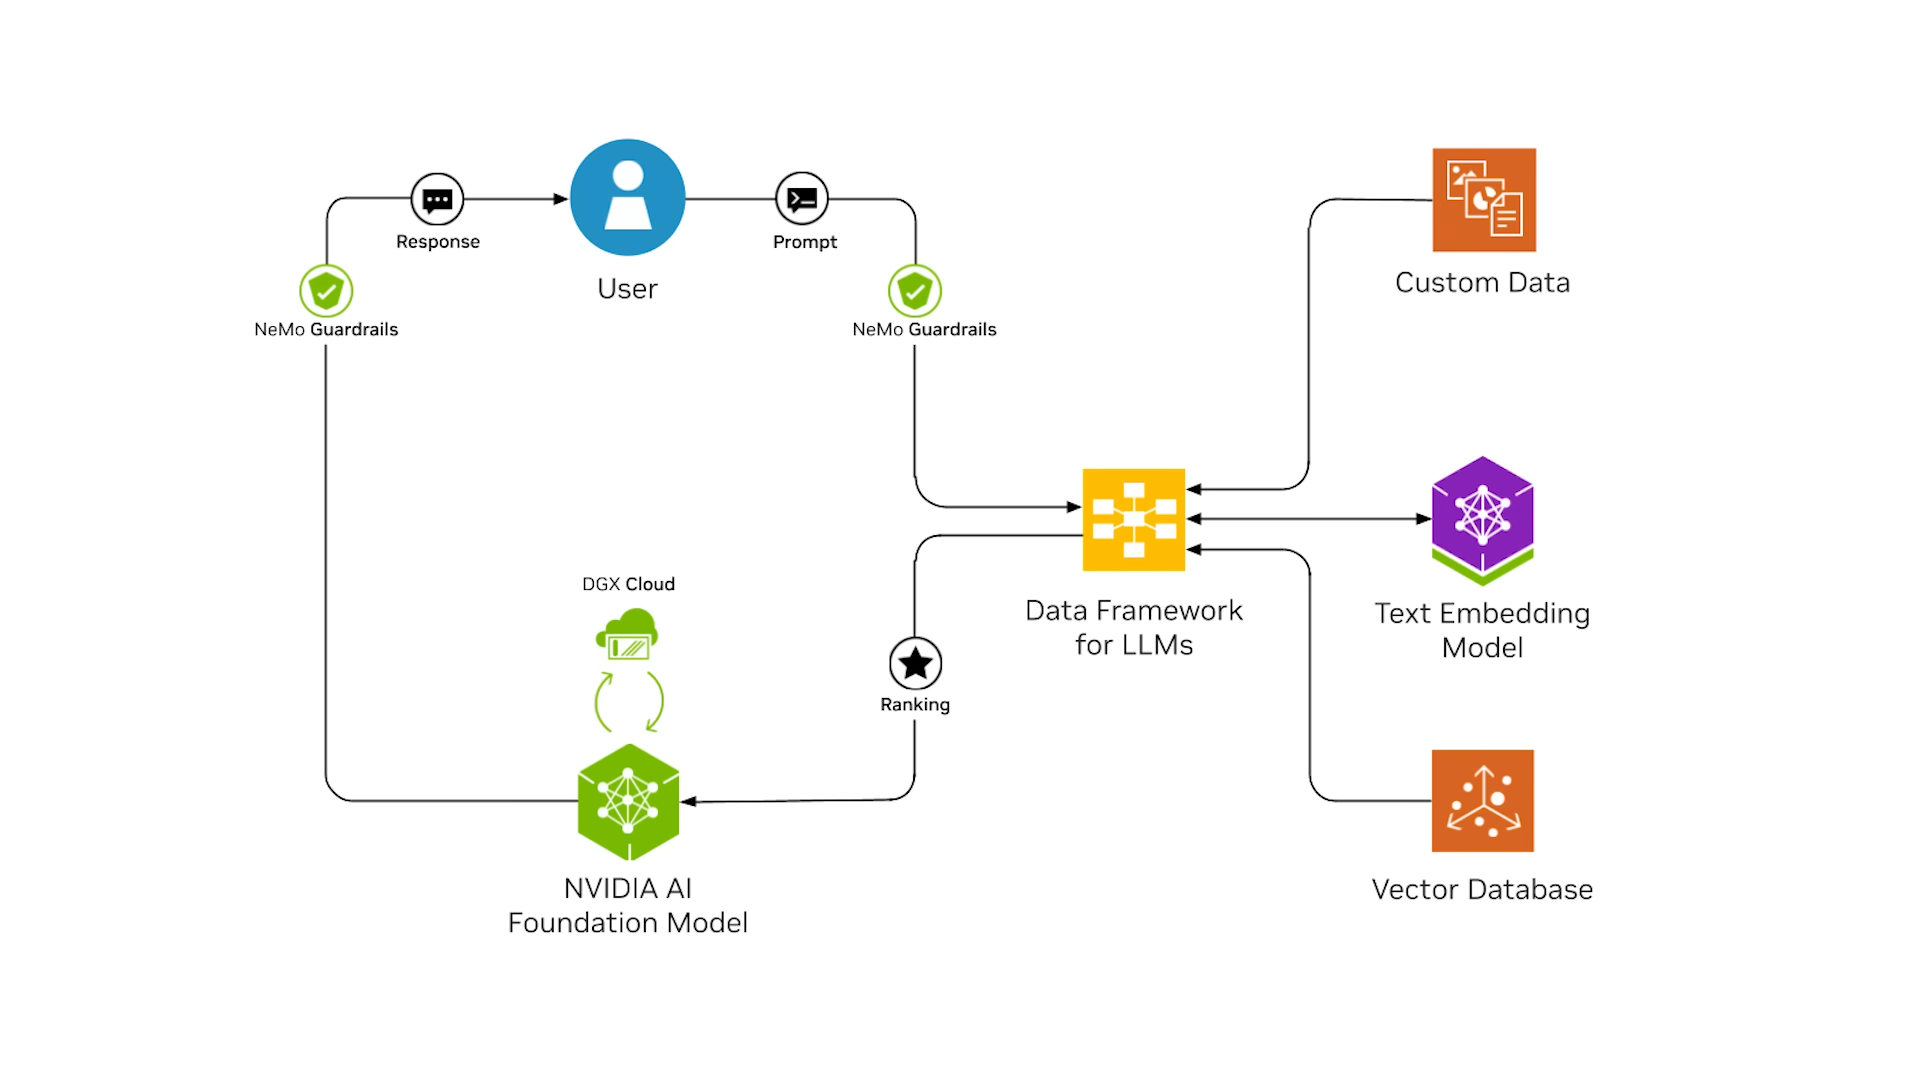 Response
Prompt
User
Custom Data
NeMo Guardrails
NeMo Guardrails
DGX Cloud
Data Framework
for LLMs
Text Embedding
Model
Ranking
NVIDIA AI
Foundation Model
Vector Database